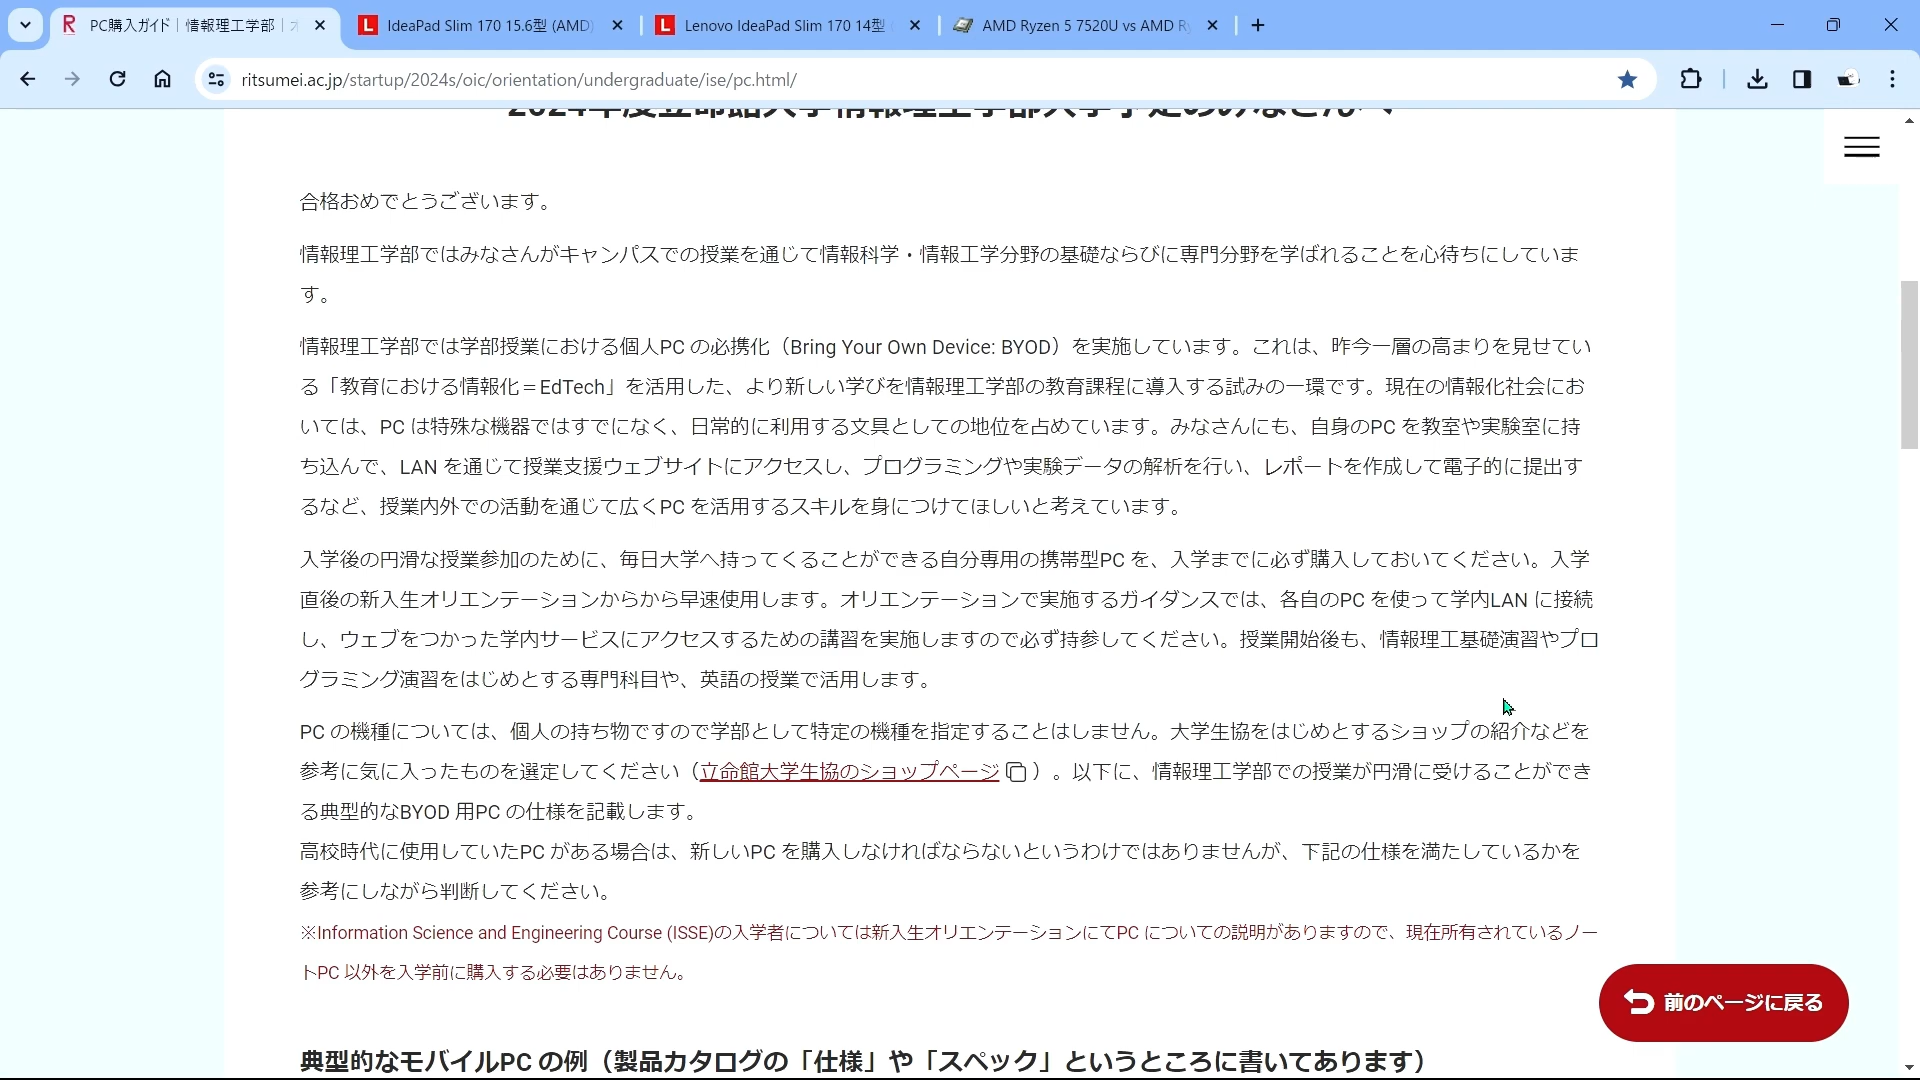 PC購入ガイド｜情報理工学部｜オ
IdeaPad Slim 170 15.6型 (AMD)
Lenovo IdeaPad Slim 170 14型
AMD Ryzen 5 7520U vs AMD Ry
ritsumei.ac.jp/startup/2024s/oic/orientation/undergraduate/ise/pc.html/
2024年度立命館大学情報理工学部入学予定のみなさんへ
合格おめでとうございます。
情報理工学部ではみなさんがキャンパスでの授業を通じて情報科学・情報工学分野の基礎ならびに専門分野を学ばれることを心待ちにしていま
す。
情報理工学部では学部授業における個人PC の必携化（Bring Your Own Device: BYOD）を実施しています。これは、昨今一層の高まりを見せてい
る「教育における情報化＝EdTech」を活用した、より新しい学びを情報理工学部の教育課程に導入する試みの一環です。現在の情報化社会にお
いては、PC は特殊な機器ではすでになく、日常的に利用する文具としての地位を占めています。みなさんにも、自身のPC を教室や実験室に持
ち込んで、LAN を通じて授業支援ウェブサイトにアクセスし、プログラミングや実験データの解析を行い、レポートを作成して電子的に提出す
るなど、授業内外での活動を通じて広くPC を活用するスキルを身につけてほしいと考えています。
入学後の円滑な授業参加のために、毎日大学へ持ってくることができる自分専用の携帯型PC を、入学までに必ず購入しておいてください。入学
直後の新入生オリエンテーションからから早速使用します。オリエンテーションで実施するガイダンスでは、各自のPC を使って学内LAN に接続
し、ウェブをつかった学内サービスにアクセスするための講習を実施しますので必ず持参してください。授業開始後も、情報理工基礎演習やプロ
グラミング演習をはじめとする専門科目や、英語の授業で活用します。
PC の機種については、個人の持ち物ですので学部として特定の機種を指定することはしません。大学生協をはじめとするショップの紹介などを
参考に気に入ったものを選定してください（立命館大学生協のショップページ ）。以下に、情報理工学部での授業が円滑に受けることができ
る典型的なBYOD 用PC の仕様を記載します。
高校時代に使用していたPC がある場合は、新しいPC を購入しなければならないというわけではありませんが、下記の仕様を満たしているかを
参考にしながら判断してください。
※Information Science and Engineering Course (ISSE)の入学者については新入生オリエンテーションにてPC についての説明がありますので、現在所有されているノー
トPC 以外を入学前に購入する必要はありません。
前のページに戻る
典型的なモバイルPC の例（製品カタログの「仕様」や「スペック」というところに書いてあります）